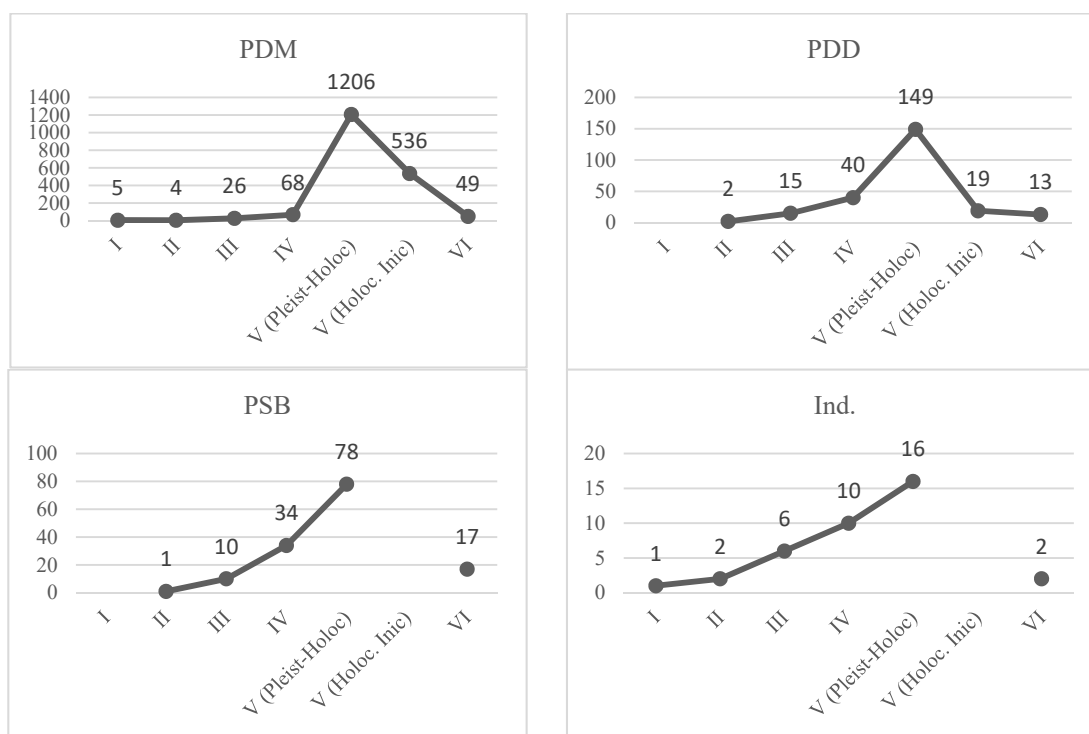 PDM
1206
1400
1200
1000
800
600
400
200
0
5
4
26
68
536
49
I
II
III
IV
V (Pleist-Holoc)
V (Holoc. Inic)
VI
PDD
149
200
150
100
50
0
2
15
40
19
13
I
II
III
IV
V (Pleist-Holoc)
V (Holoc. Inic)
VI
PSB
78
100
80
60
40
20
0
1
10
34
17
I
II
III
IV
V (Pleist-Holoc)
V (Holoc. Inic)
VI
Ind.
16
20
15
10
5
0
1
2
6
10
2
I
II
III
IV
V (Pleist-Holoc)
V (Holoc. Inic)
VI